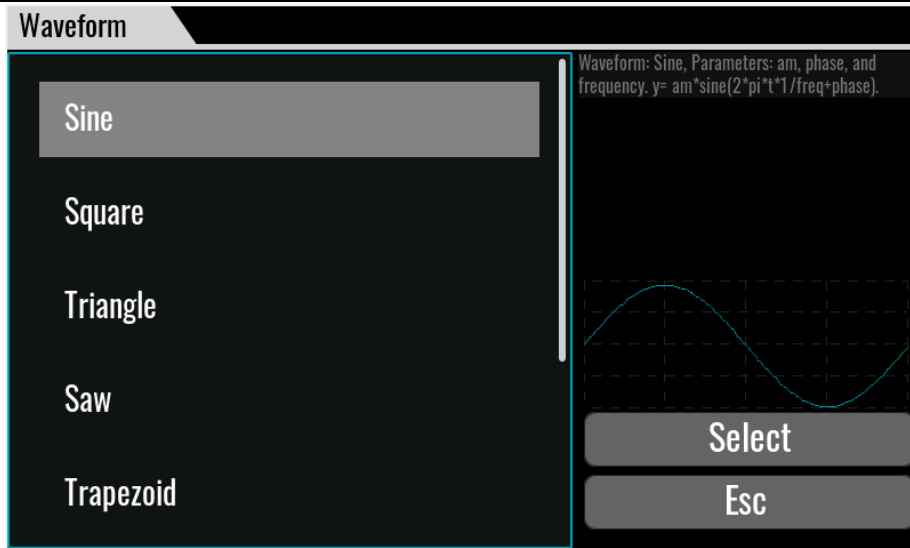 Waveform
Sine
Square
Triangle
Saw
Trapezoid
Waveform: Sine, Parameters: am, phase, and
frequency. y= am*sine(2*pi*t*1/freq+phase).
Select
Esc